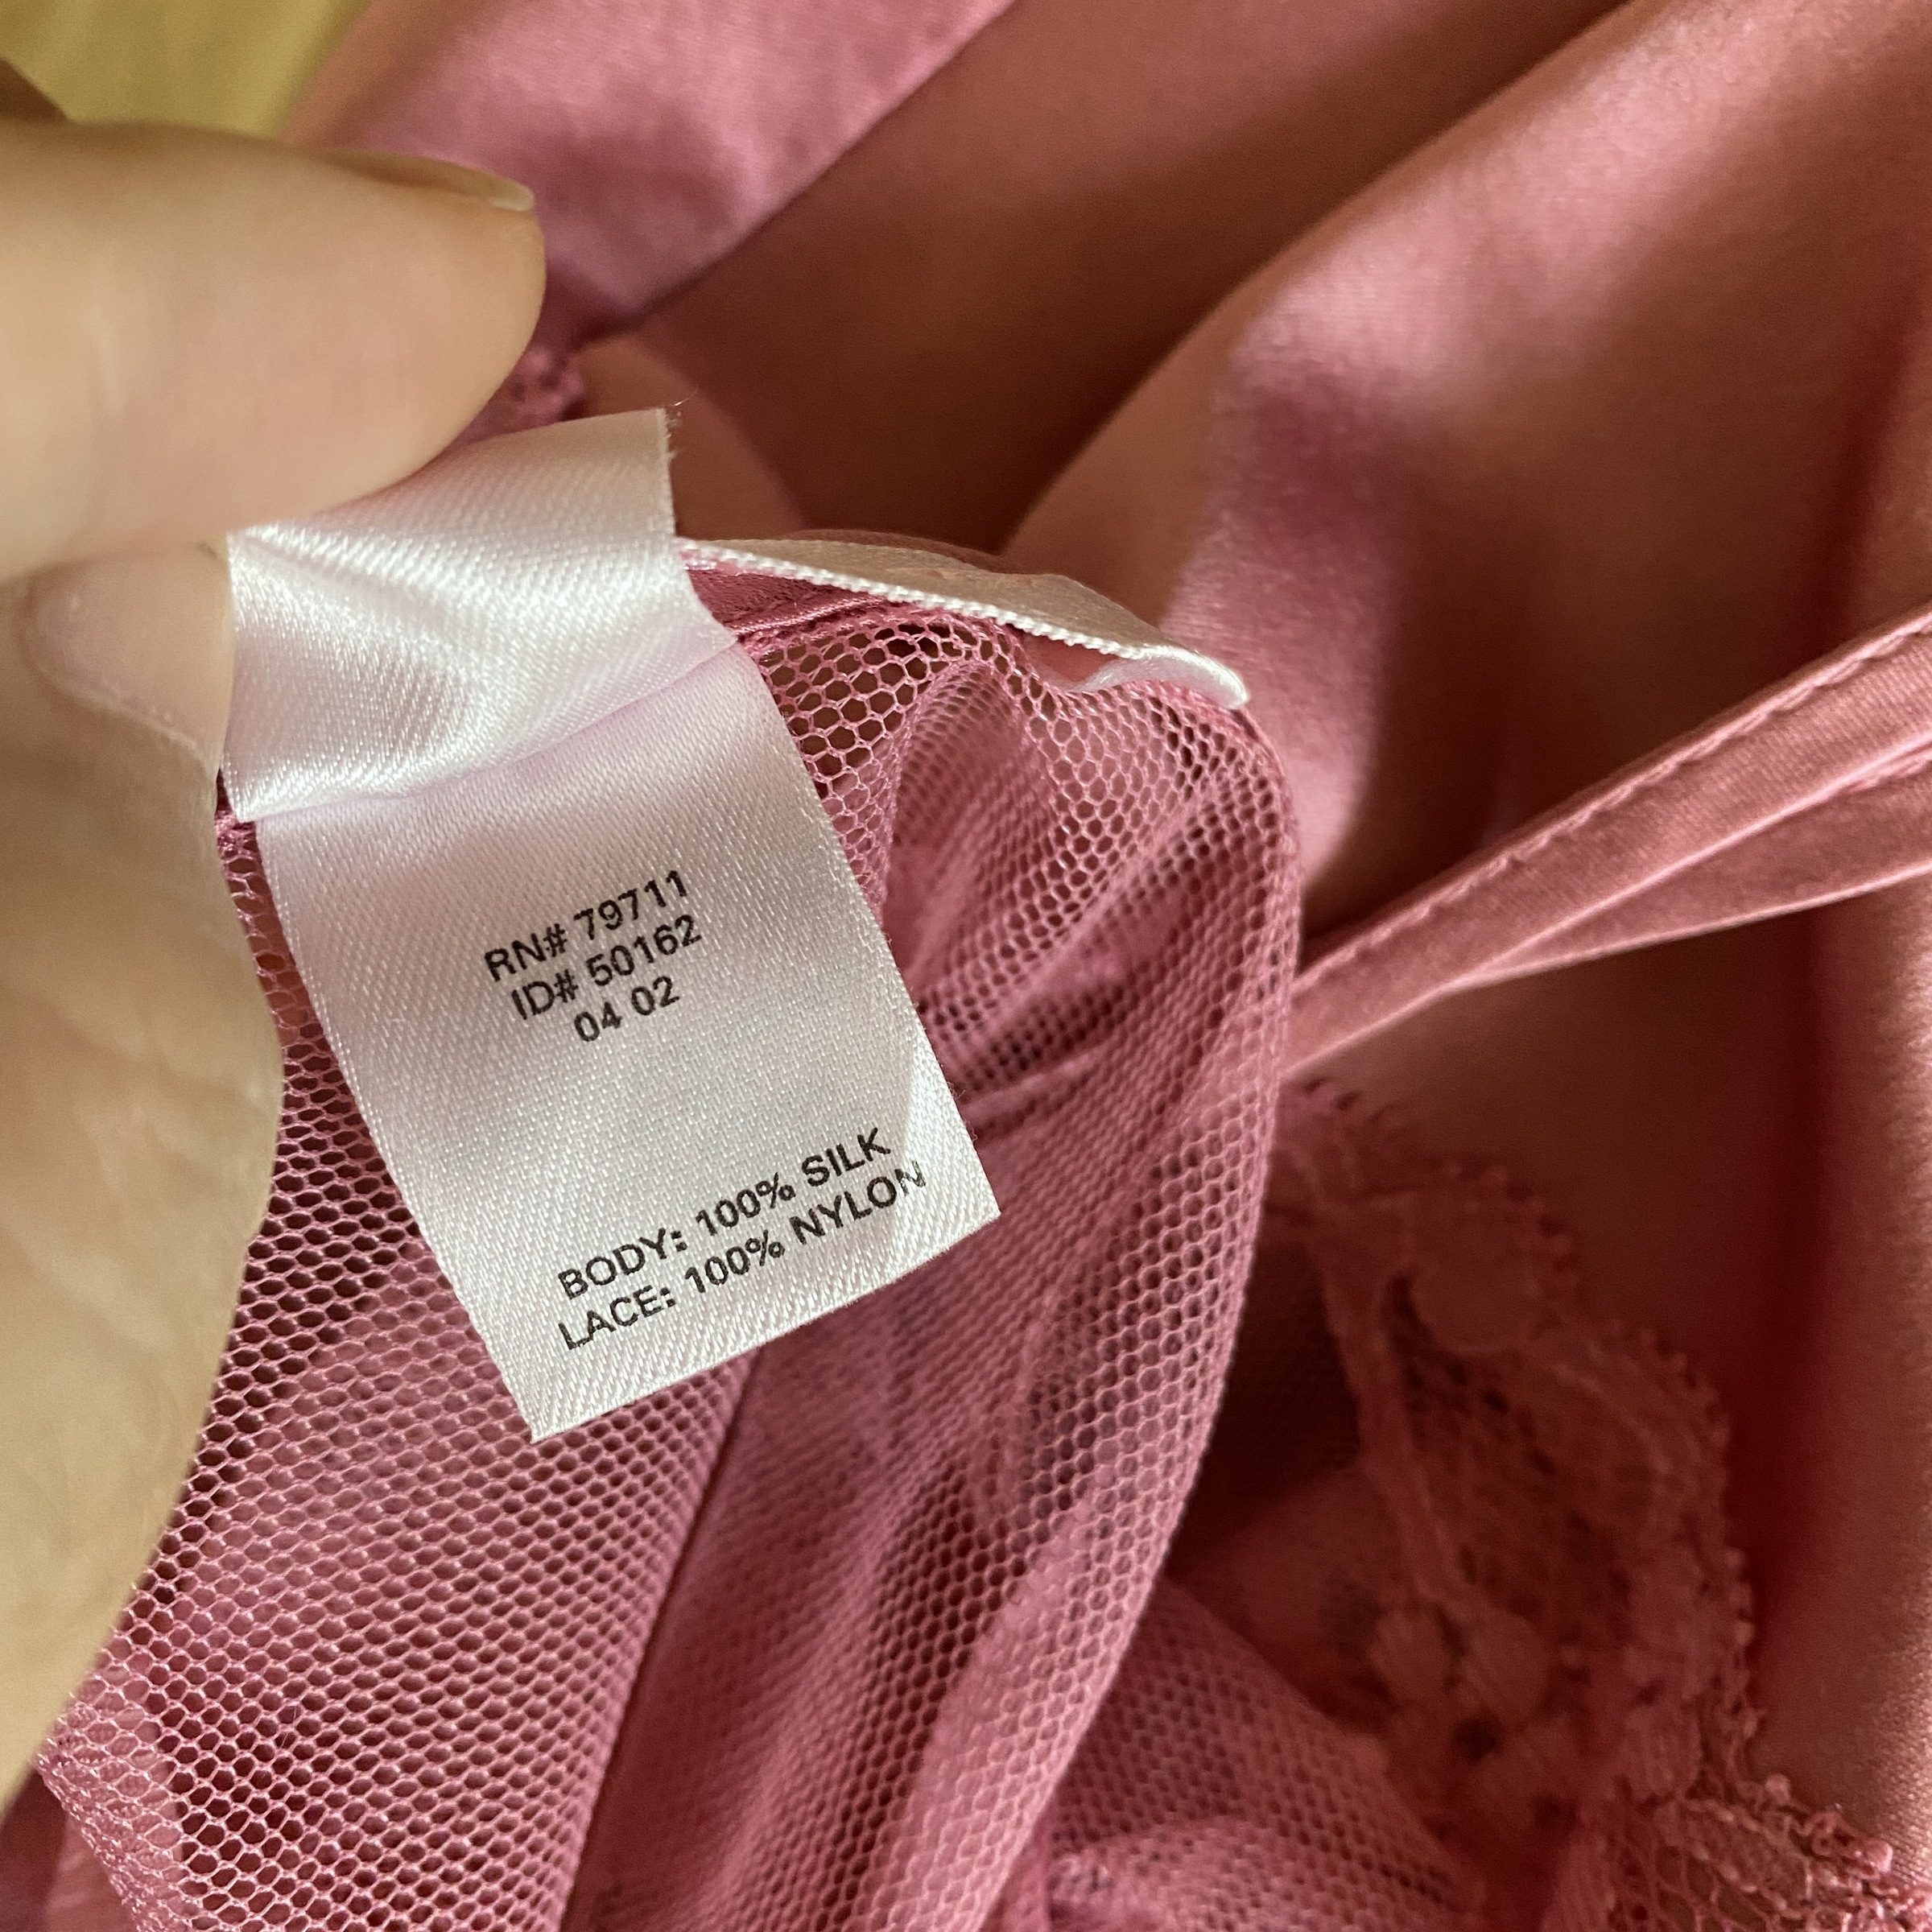 RN# 79711
ID# 50162
04 02
BODY: 100% SILK
LACE: 100% NYLON